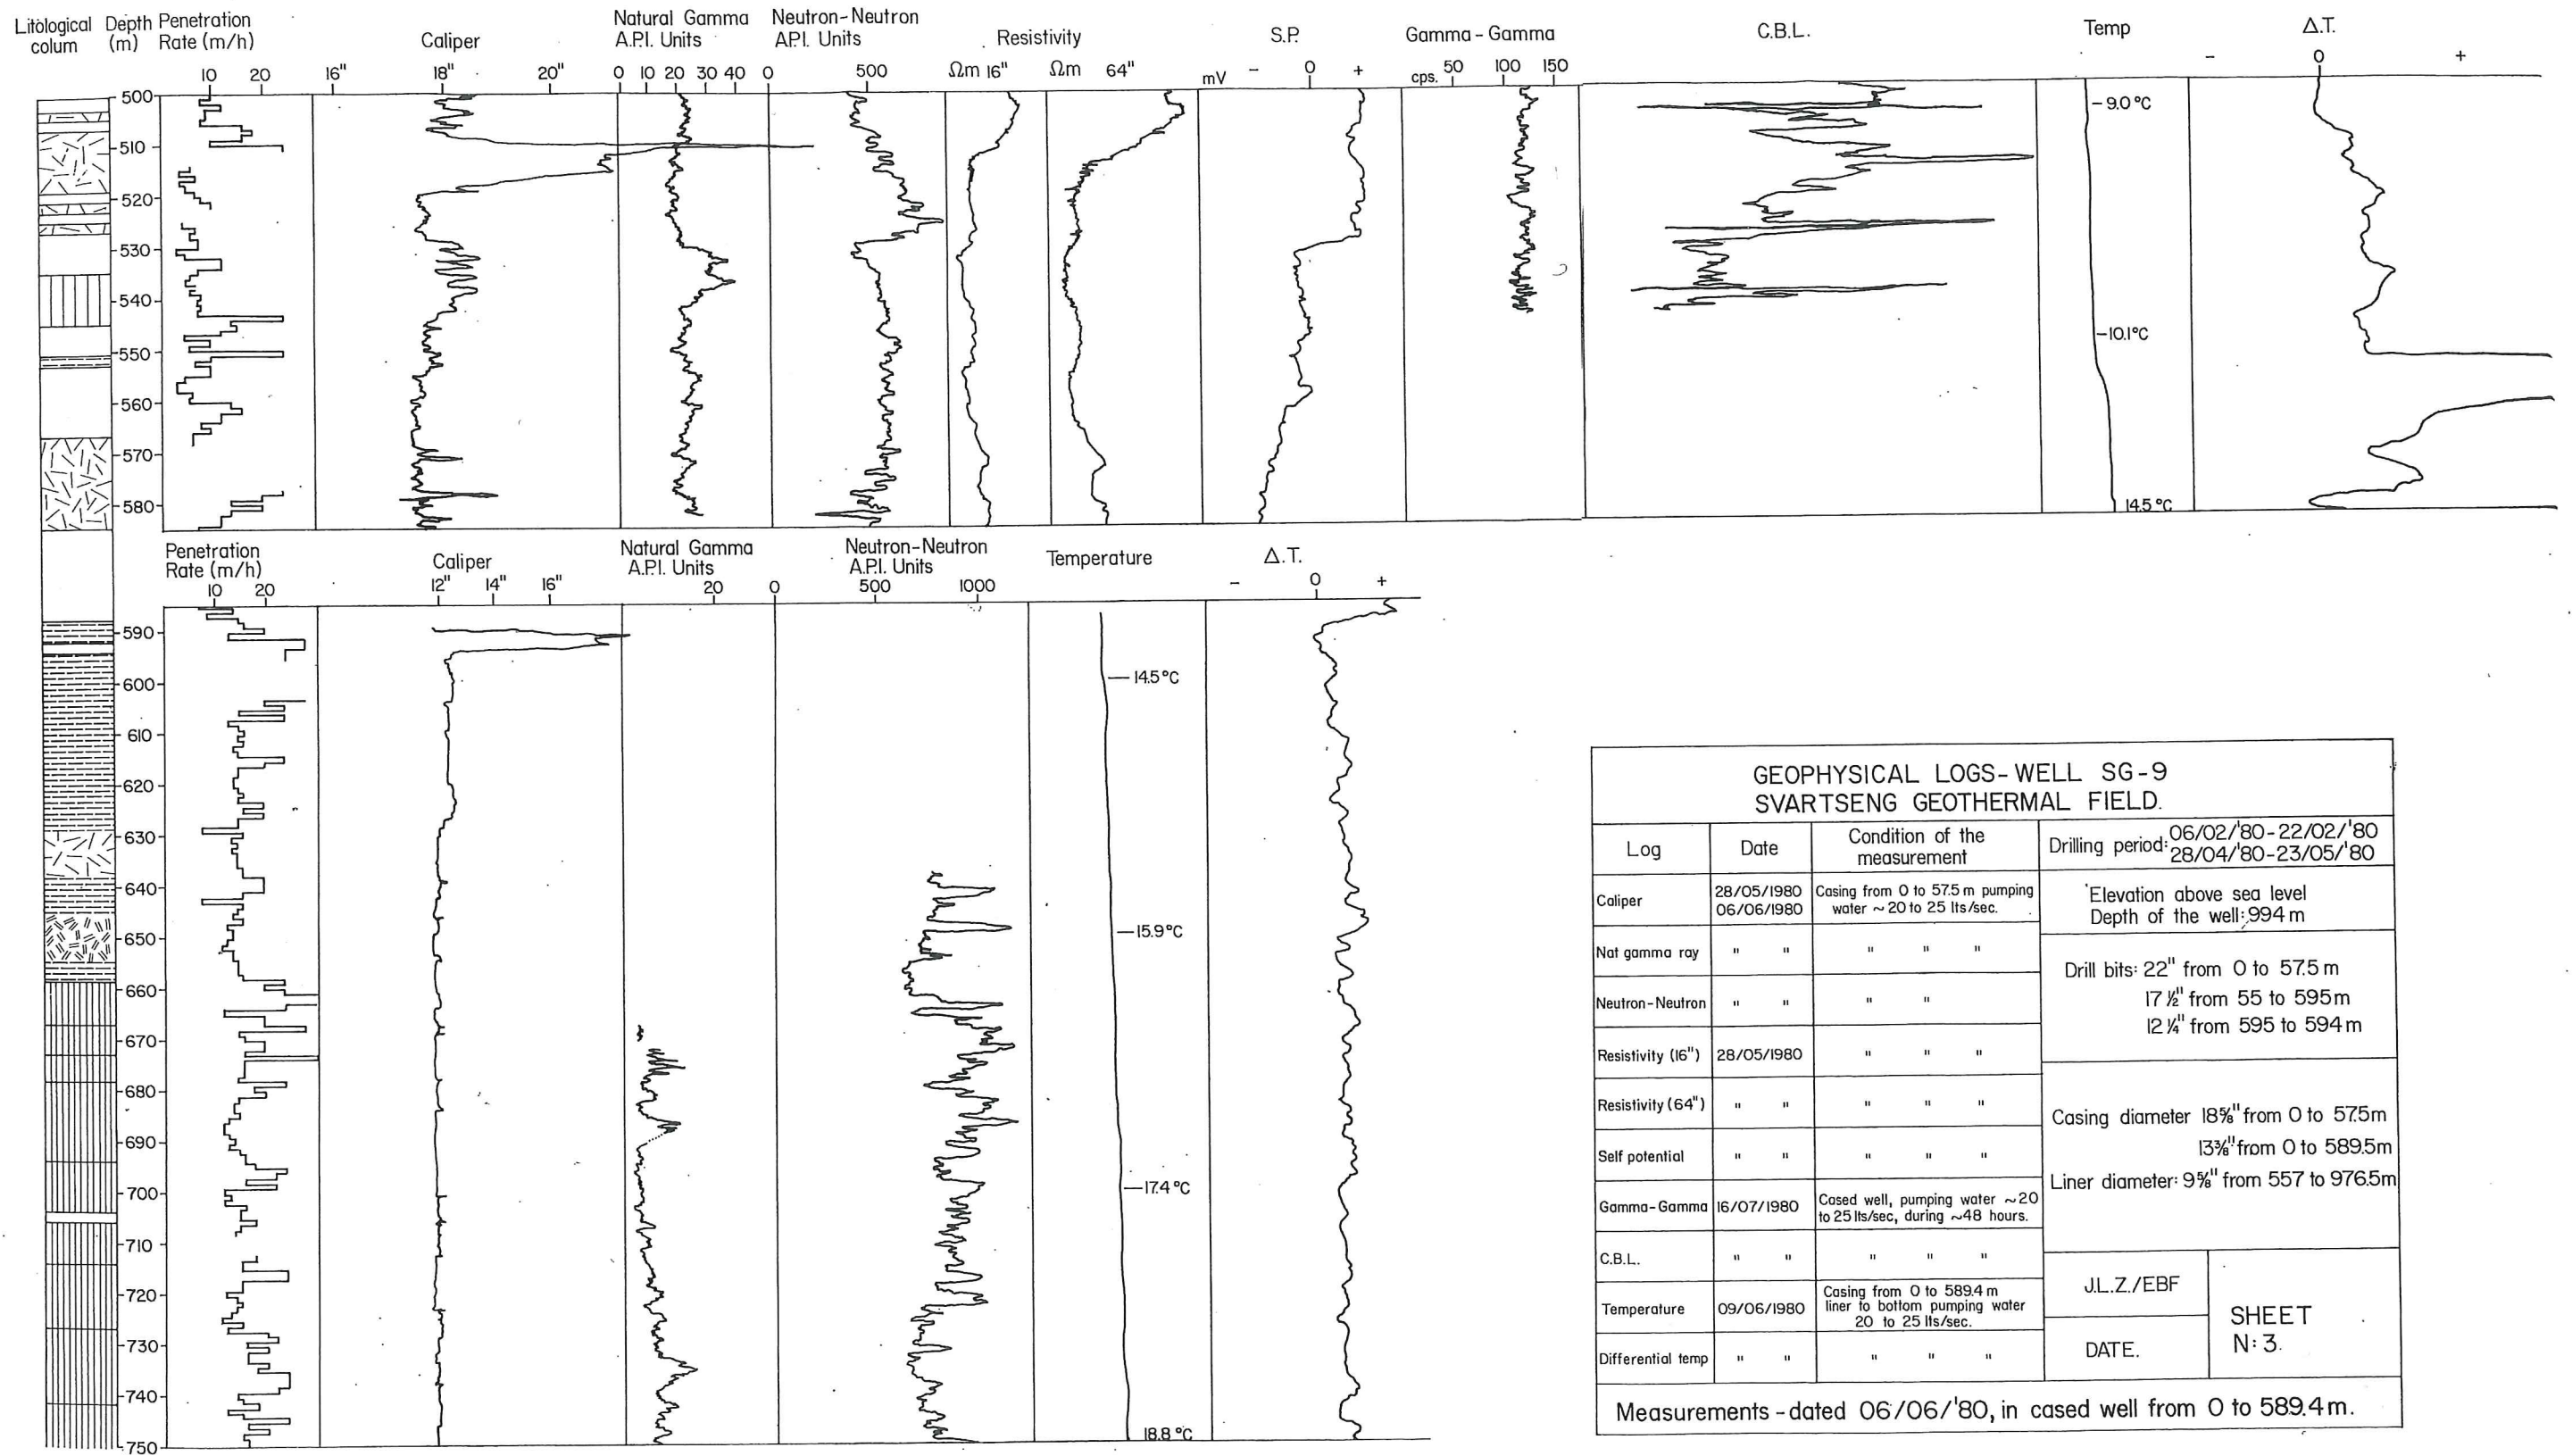 Litological Depth Penetration
colum (m) Rate (m/h)
Caliper
Natural Gamma
A.P.I. Units
Neutron-Neutron
A.P.I. Units
Resistivity
S.P.
Gamma-Gamma
C.B.L.
Temp
Δ.T.
10 20
16" 18" 20"
0 10 20 30 40
0 500
Ωm 16" Ωm 64"
mV - 0 +
cps. 50 100 150
- 0 +
500
510
520
530
540
550
560
570
580
9.0 °C
10.1°C
14.5 °C
Penetration
Rate (m/h)
10 20
Caliper
12" 14" 16"
Natural Gamma
A.P.I. Units
20
Neutron-Neutron
A.P.I. Units
0 500 1000
Temperature
Δ.T.
- 0 +
590
600
610
620
630
640
650
660
670
680
690
700
710
720
730
740
750
14.5 °C
15.9 °C
17.4 °C
18.8 °C
GEOPHYSICAL LOGS-WELL SG-9
SVARTSENG GEOTHERMAL FIELD.
Log Date Condition of the
measurement
Drilling period: 06/02/'80-22/02/'80
28/04/'80-23/05/'80
Caliper 28/05/1980 Casing from 0 to 57.5 m pumping
06/06/1980 water ~ 20 to 25 lts/sec.
Elevation above sea level
Depth of the well: 994 m
Nat gamma ray " " " " "
Neutron-Neutron " " " "
Drill bits: 22" from 0 to 57.5 m
17 ½" from 55 to 595 m
12 ¼" from 595 to 594 m
Resistivity (16") 28/05/1980 " " "
Resistivity (64") " " " " "
Self potential " " " " "
Casing diameter 18⅝" from 0 to 575m
13⅜" from 0 to 589.5m
Liner diameter: 9⅝" from 557 to 976.5m
Gamma-Gamma 16/07/1980 Cased well, pumping water ~20
to 25 lts/sec, during ~48 hours.
C.B.L. " " " " "
Temperature 09/06/1980 Casing from 0 to 589.4 m
liner to bottom pumping water
20 to 25 lts/sec.
Differential temp " " " " "
J.L.Z./EBF
DATE.
SHEET
N: 3.
Measurements - dated 06/06/'80, in cased well from 0 to 589.4 m.